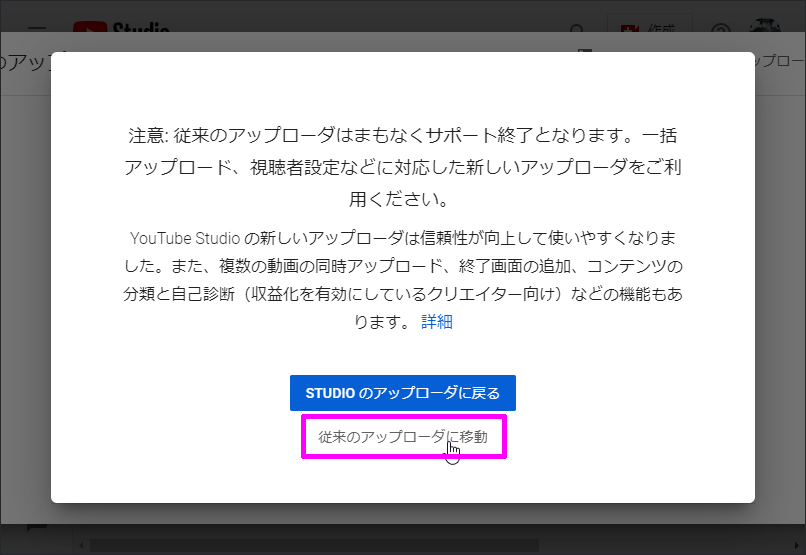 Studio
作成
のアップ
ップロー
注意: 従来のアップローダはまもなくサポート終了となります。一括
アップロード、視聴者設定などに対応した新しいアップローダをご利
用ください。
YouTube Studio の新しいアップローダは信頼性が向上して使いやすくなりま
した。また、複数の動画の同時アップロード、終了画面の追加、コンテンツの
分類と自己診断（収益化を有効にしているクリエイター向け）などの機能もあ
ります。 詳細
STUDIO のアップローダに戻る
従来のアップローダに移動